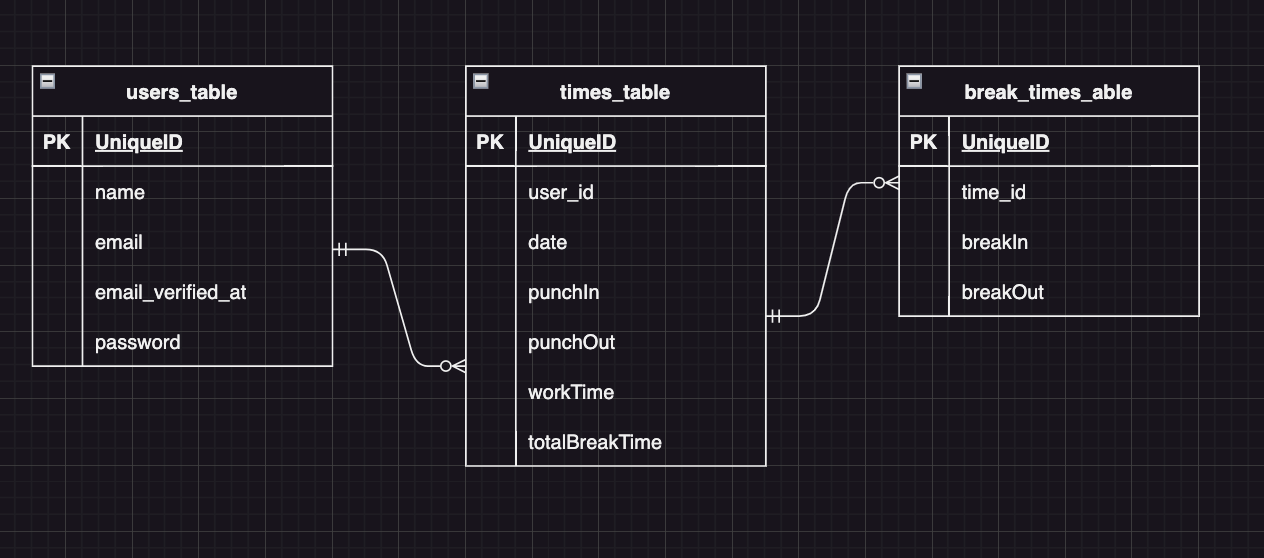 users_table
PK UniqueID
name
email
email_verified_at
password
times_table
PK UniqueID
user_id
date
punchIn
punchOut
workTime
totalBreakTime
break_times_able
PK UniqueID
time_id
breakIn
breakOut